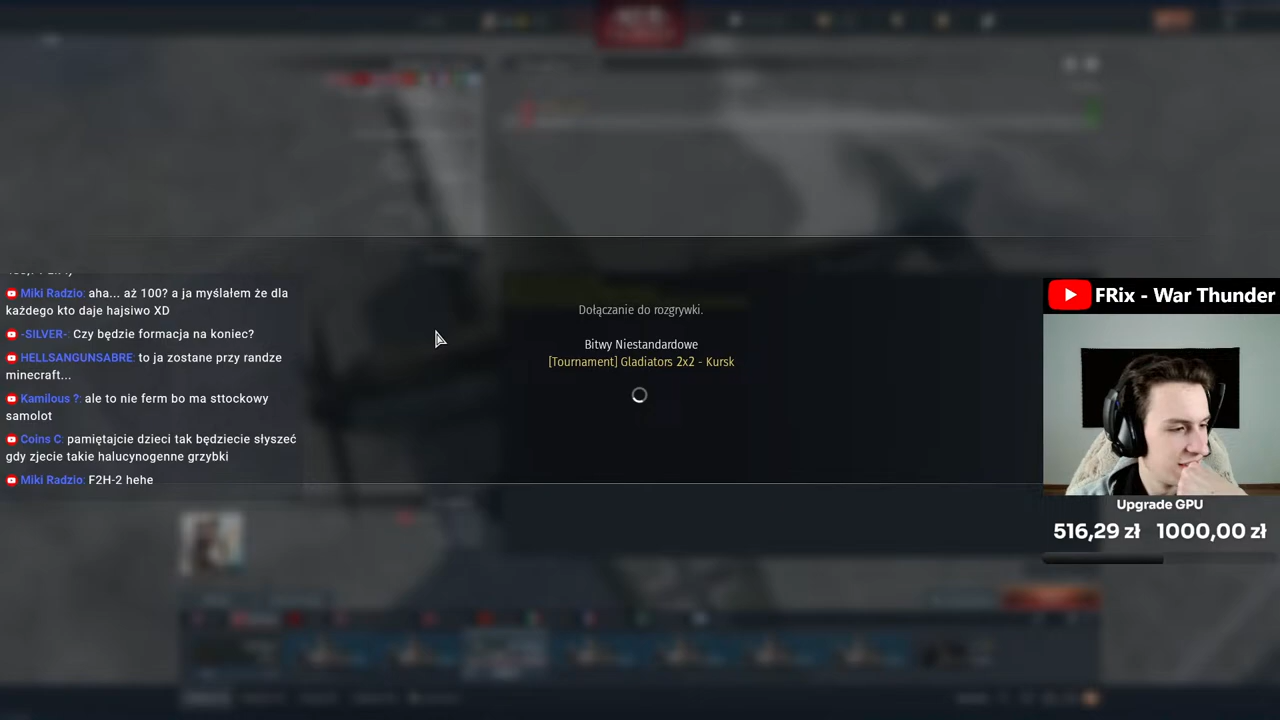 Miki Radzio: aha... aż 100? a ja myślałem że dla
każdego kto daje hajsiwo XD
-SILVER-: Czy będzie formacja na koniec?
HELLSANGUNSABRE: to ja zostane przy randze
minecraft...
Kamilous ?: ale to nie ferm bo ma sttockowy
samolot
Coins C: pamiętajcie dzieci tak będziecie słyszeć
gdy zjecie takie halucynogenne grzybki
Miki Radzio: F2H-2 hehe
Dołączanie do rozgrywki.
Bitwy Niestandardowe
[Tournament] Gladiators 2x2 - Kursk
FRix - War Thunder
Upgrade GPU
516,29 zł 1000,00 zł